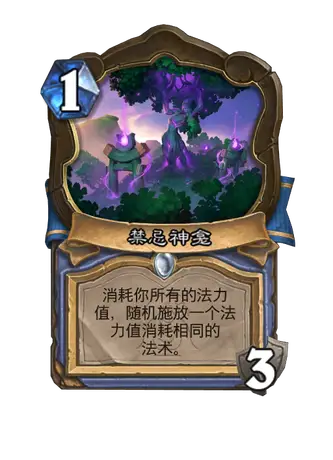 1
禁忌神龛
消耗你所有的法力
值，随机施放一个法
力值消耗相同的
法术。
3